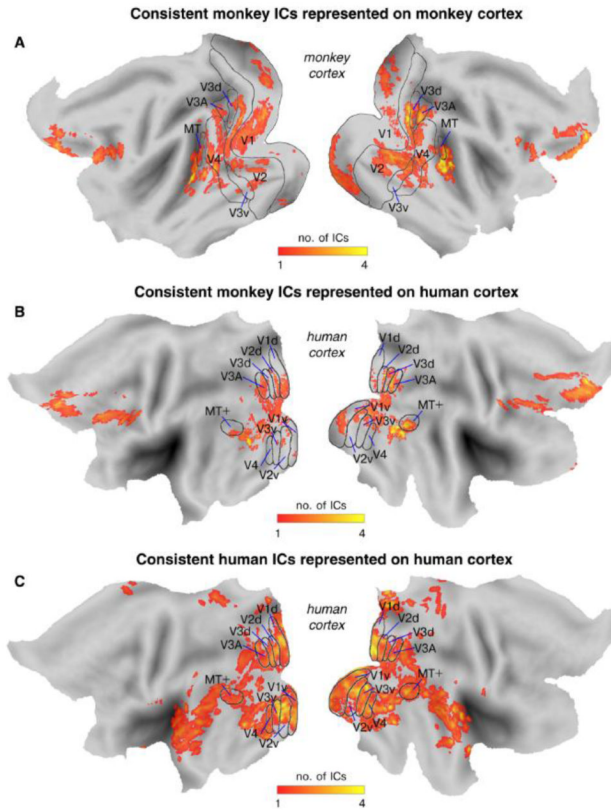 Consistent monkey ICs represented on monkey cortex
A
monkey
cortex
V3d
V3A
MT
V4
V1
V2
V3v
V3d
V3A
MT
V1
V4
V2
V3v
no. of ICs
1 4
Consistent monkey ICs represented on human cortex
B
human
cortex
V1d
V2d
V3d
V3A
MT+
V1v
V3v
V4
V2v
V1d
V2d
V3d
V3A
MT+
V1v
V3v
V4
V2v
no. of ICs
1 4
Consistent human ICs represented on human cortex
C
human
cortex
V1d
V2d
V3d
V3A
MT+
V1v
V3v
V4
V2v
V1d
V2d
V3d
V3A
MT+
V1v
V3v
V4
V2v
no. of ICs
1 4